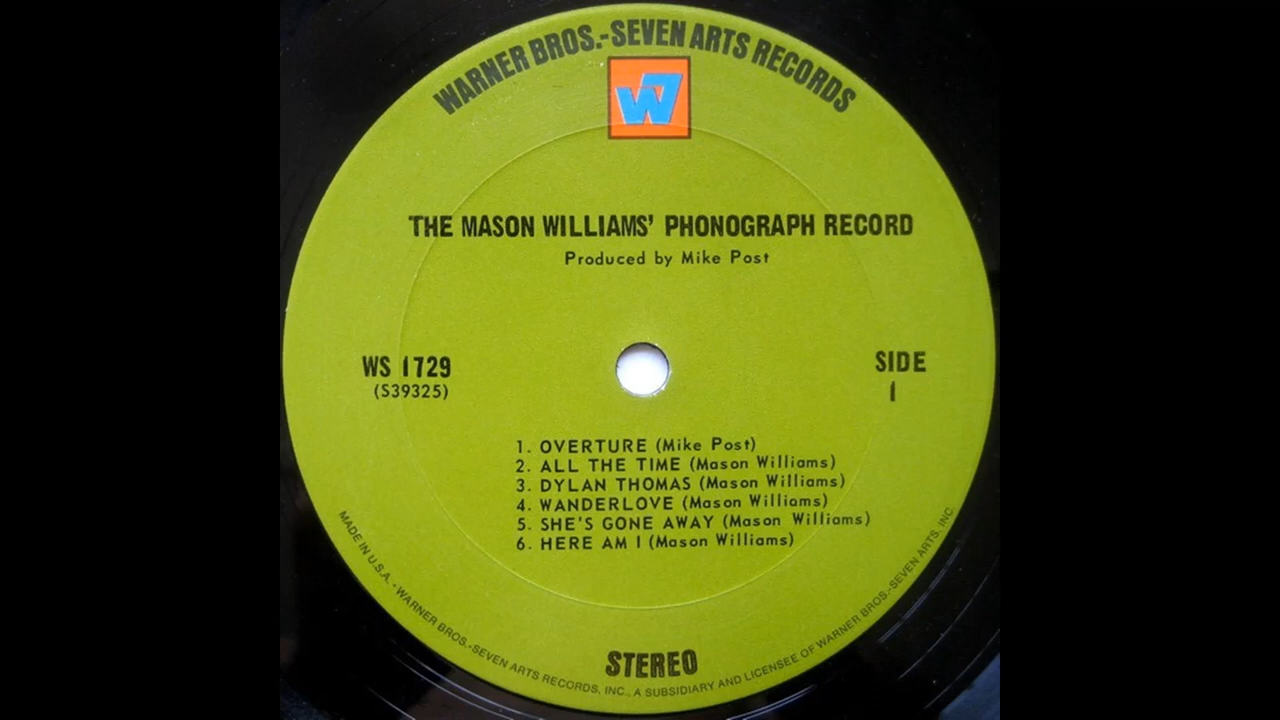 WARNER BROS.-SEVEN ARTS RECORDS
W7
THE MASON WILLIAMS' PHONOGRAPH RECORD
Produced by Mike Post
WS 1729
(S39325)
SIDE
1
1. OVERTURE (Mike Post)
2. ALL THE TIME (Mason Williams)
3. DYLAN THOMAS (Mason Williams)
4. WANDERLOVE (Mason Williams)
5. SHE'S GONE AWAY (Mason Williams)
6. HERE AM I (Mason Williams)
STEREO
MADE IN U.S.A. • WARNER BROS.-SEVEN ARTS RECORDS, INC., A SUBSIDIARY AND LICENSEE OF WARNER BROS.-SEVEN ARTS, INC.